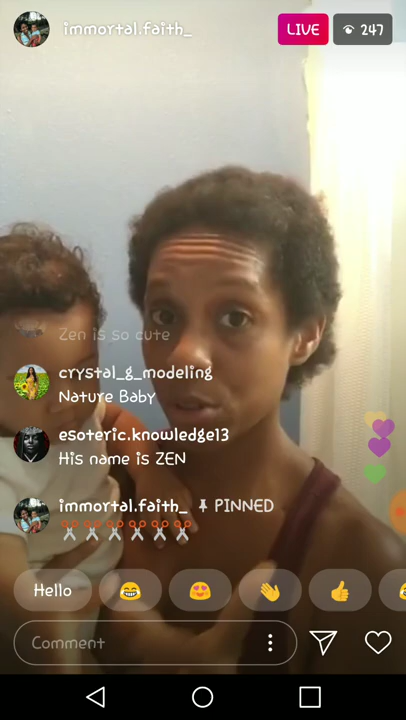 immortal.faith_
LIVE
247
Zen is so cute
crystal_g_modeling
Nature Baby
esoteric.knowledge13
His name is ZEN
immortal.faith_ PINNED
Hello
Comment